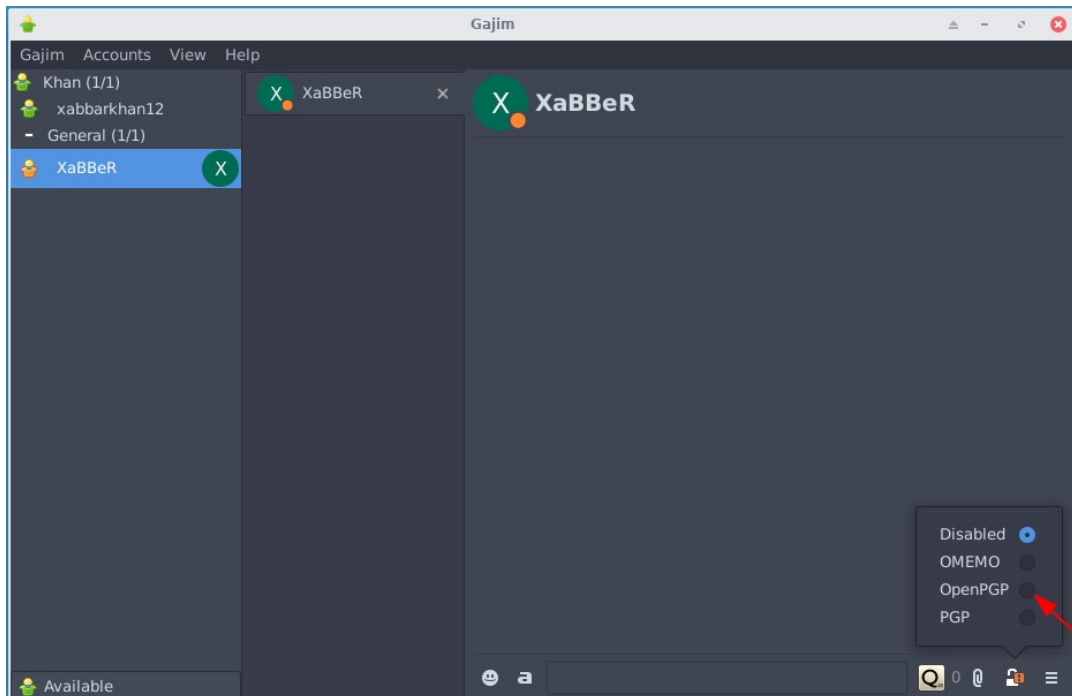 Gajim
Gajim Accounts View Help
Khan (1/1)
xabbarkhan12
General (1/1)
XaBBeR X
Available
X XaBBeR
X XaBBeR
Disabled
OMEMO
OpenPGP
PGP
a
Q 0